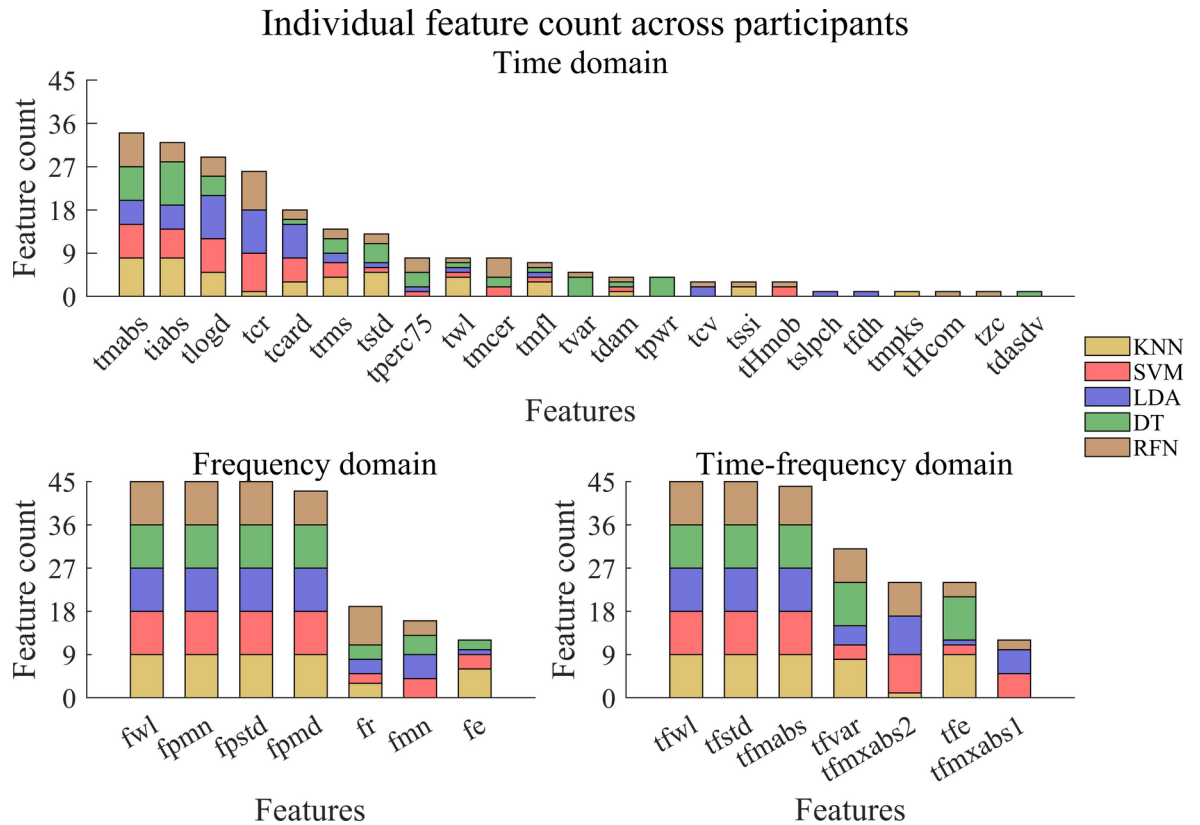 Individual feature count across participants
Time domain
Feature count
45
36
27
18
9
0
tmabs
tiabs
tlogd
tcr
tcard
trms
tstd
tperc75
twl
tmcer
tmfl
tvar
tdam
tpwr
tcv
tssi
tHmob
tslpch
tfdh
tmpks
tHcom
tzc
tdasdv
Features
KNN
SVM
LDA
DT
RFN
Frequency domain
Feature count
45
36
27
18
9
0
fwl
fpmn
fpstd
fpmd
fr
fmn
fe
Features
Time-frequency domain
Feature count
45
36
27
18
9
0
tfwl
tfstd
tfmabs
tfvar
tfmxabs2
tfe
tfmxabs1
Features